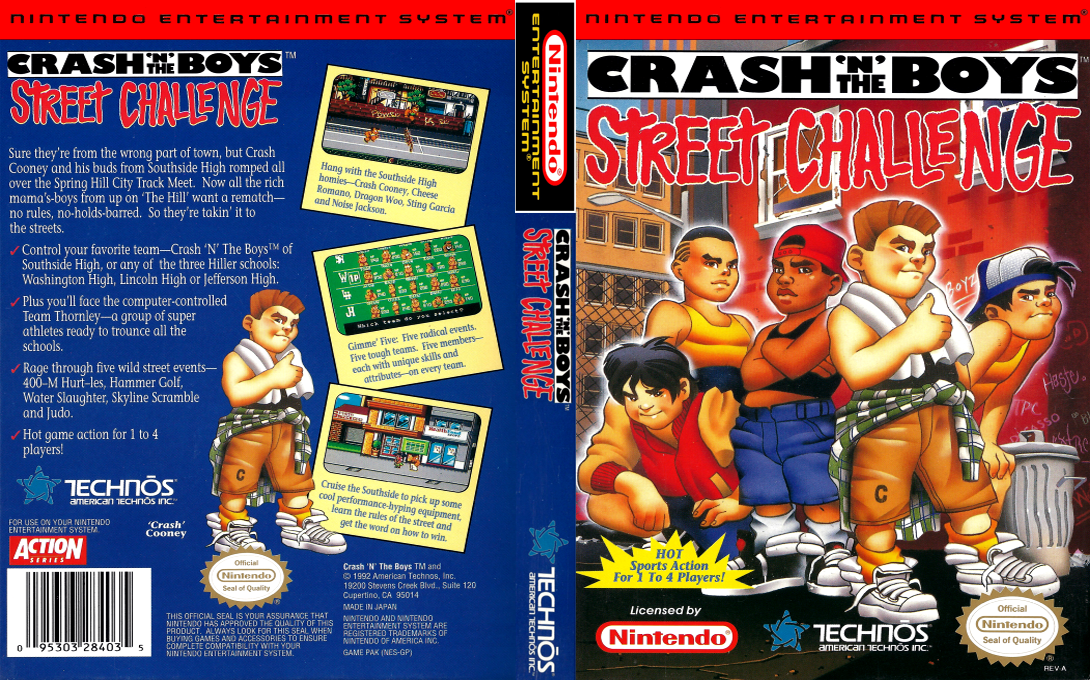 NINTENDO ENTERTAINMENT SYSTEM®
CRASH 'N' THE BOYS™
STREET CHALLENGE
Sure they're from the wrong part of town, but Crash
Cooney and his buds from Southside High romped all
over the Spring Hill City Track Meet. Now all the rich
mama's-boys from up on 'The Hill' want a rematch—
no rules, no-holds-barred. So they're takin' it to
the streets.
✓ Control your favorite team—Crash 'N' The Boys™ of
Southside High, or any of the three Hiller schools:
Washington High, Lincoln High or Jefferson High.
✓ Plus you'll face the computer-controlled
Team Thornley—a group of super
athletes ready to trounce all the
schools.
✓ Rage through five wild street events—
400-M Hurt-les, Hammer Golf,
Water Slaughter, Skyline Scramble
and Judo.
✓ Hot game action for 1 to 4
players!
TECHNŌS
AMERICAN TECHNŌS INC.™
FOR USE ON YOUR NINTENDO
ENTERTAINMENT SYSTEM.
ACTION
SERIES
0 95303 28403 5
C
'Crash'
Cooney
Official
Nintendo
Seal of Quality
®
THIS OFFICIAL SEAL IS YOUR ASSURANCE THAT
NINTENDO HAS APPROVED THE QUALITY OF THIS
PRODUCT. ALWAYS LOOK FOR THIS SEAL WHEN
BUYING GAMES AND ACCESSORIES TO ENSURE
COMPLETE COMPATIBILITY WITH YOUR
NINTENDO ENTERTAINMENT SYSTEM.
Hang with the Southside High
homies—Crash Cooney, Cheese
Romano, Dragon Woo, Sting Garcia
and Noise Jackson.
Which team do you select?
Gimme' Five: Five radical events.
Five tough teams. Five members—
each with unique skills and
attributes—on every team.
Cruise the Southside to pick up some
cool performance-hyping equipment,
learn the rules of the street and
get the word on how to win.
Crash 'N' The Boys TM and
© 1992 American Technos, Inc.
19200 Stevens Creek Blvd., Suite 120
Cupertino, CA 95014
MADE IN JAPAN
NINTENDO AND NINTENDO
ENTERTAINMENT SYSTEM ARE
REGISTERED TRADEMARKS OF
NINTENDO OF AMERICA INC.
GAME PAK (NES-GP)
Nintendo®
ENTERTAINMENT
SYSTEM®
CRASH 'N' THE BOYS™
STREET CHALLENGE
TECHNŌS
AMERICAN TECHNŌS INC.™
NINTENDO ENTERTAINMENT SYSTEM®
CRASH 'N' THE BOYS™
STREET CHALLENGE
BoyZ
TPC
C
HOT
Sports Action
For 1 To 4 Players!
Licensed by
Nintendo®
TECHNŌS
AMERICAN TECHNŌS INC.™
Official
Nintendo
Seal of Quality
®
REV-A